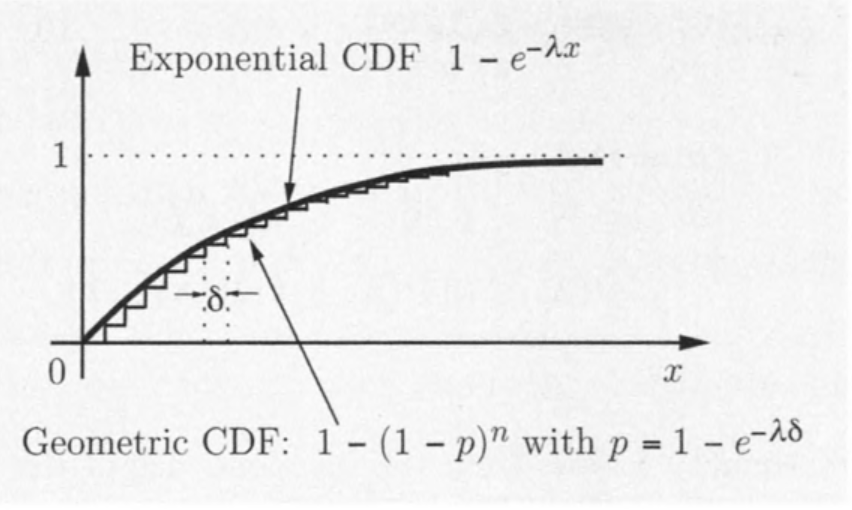 Exponential CDF 1 − e^{−λx}
1
δ
0
x
Geometric CDF: 1 − (1 − p)^n with p = 1 − e^{−λδ}